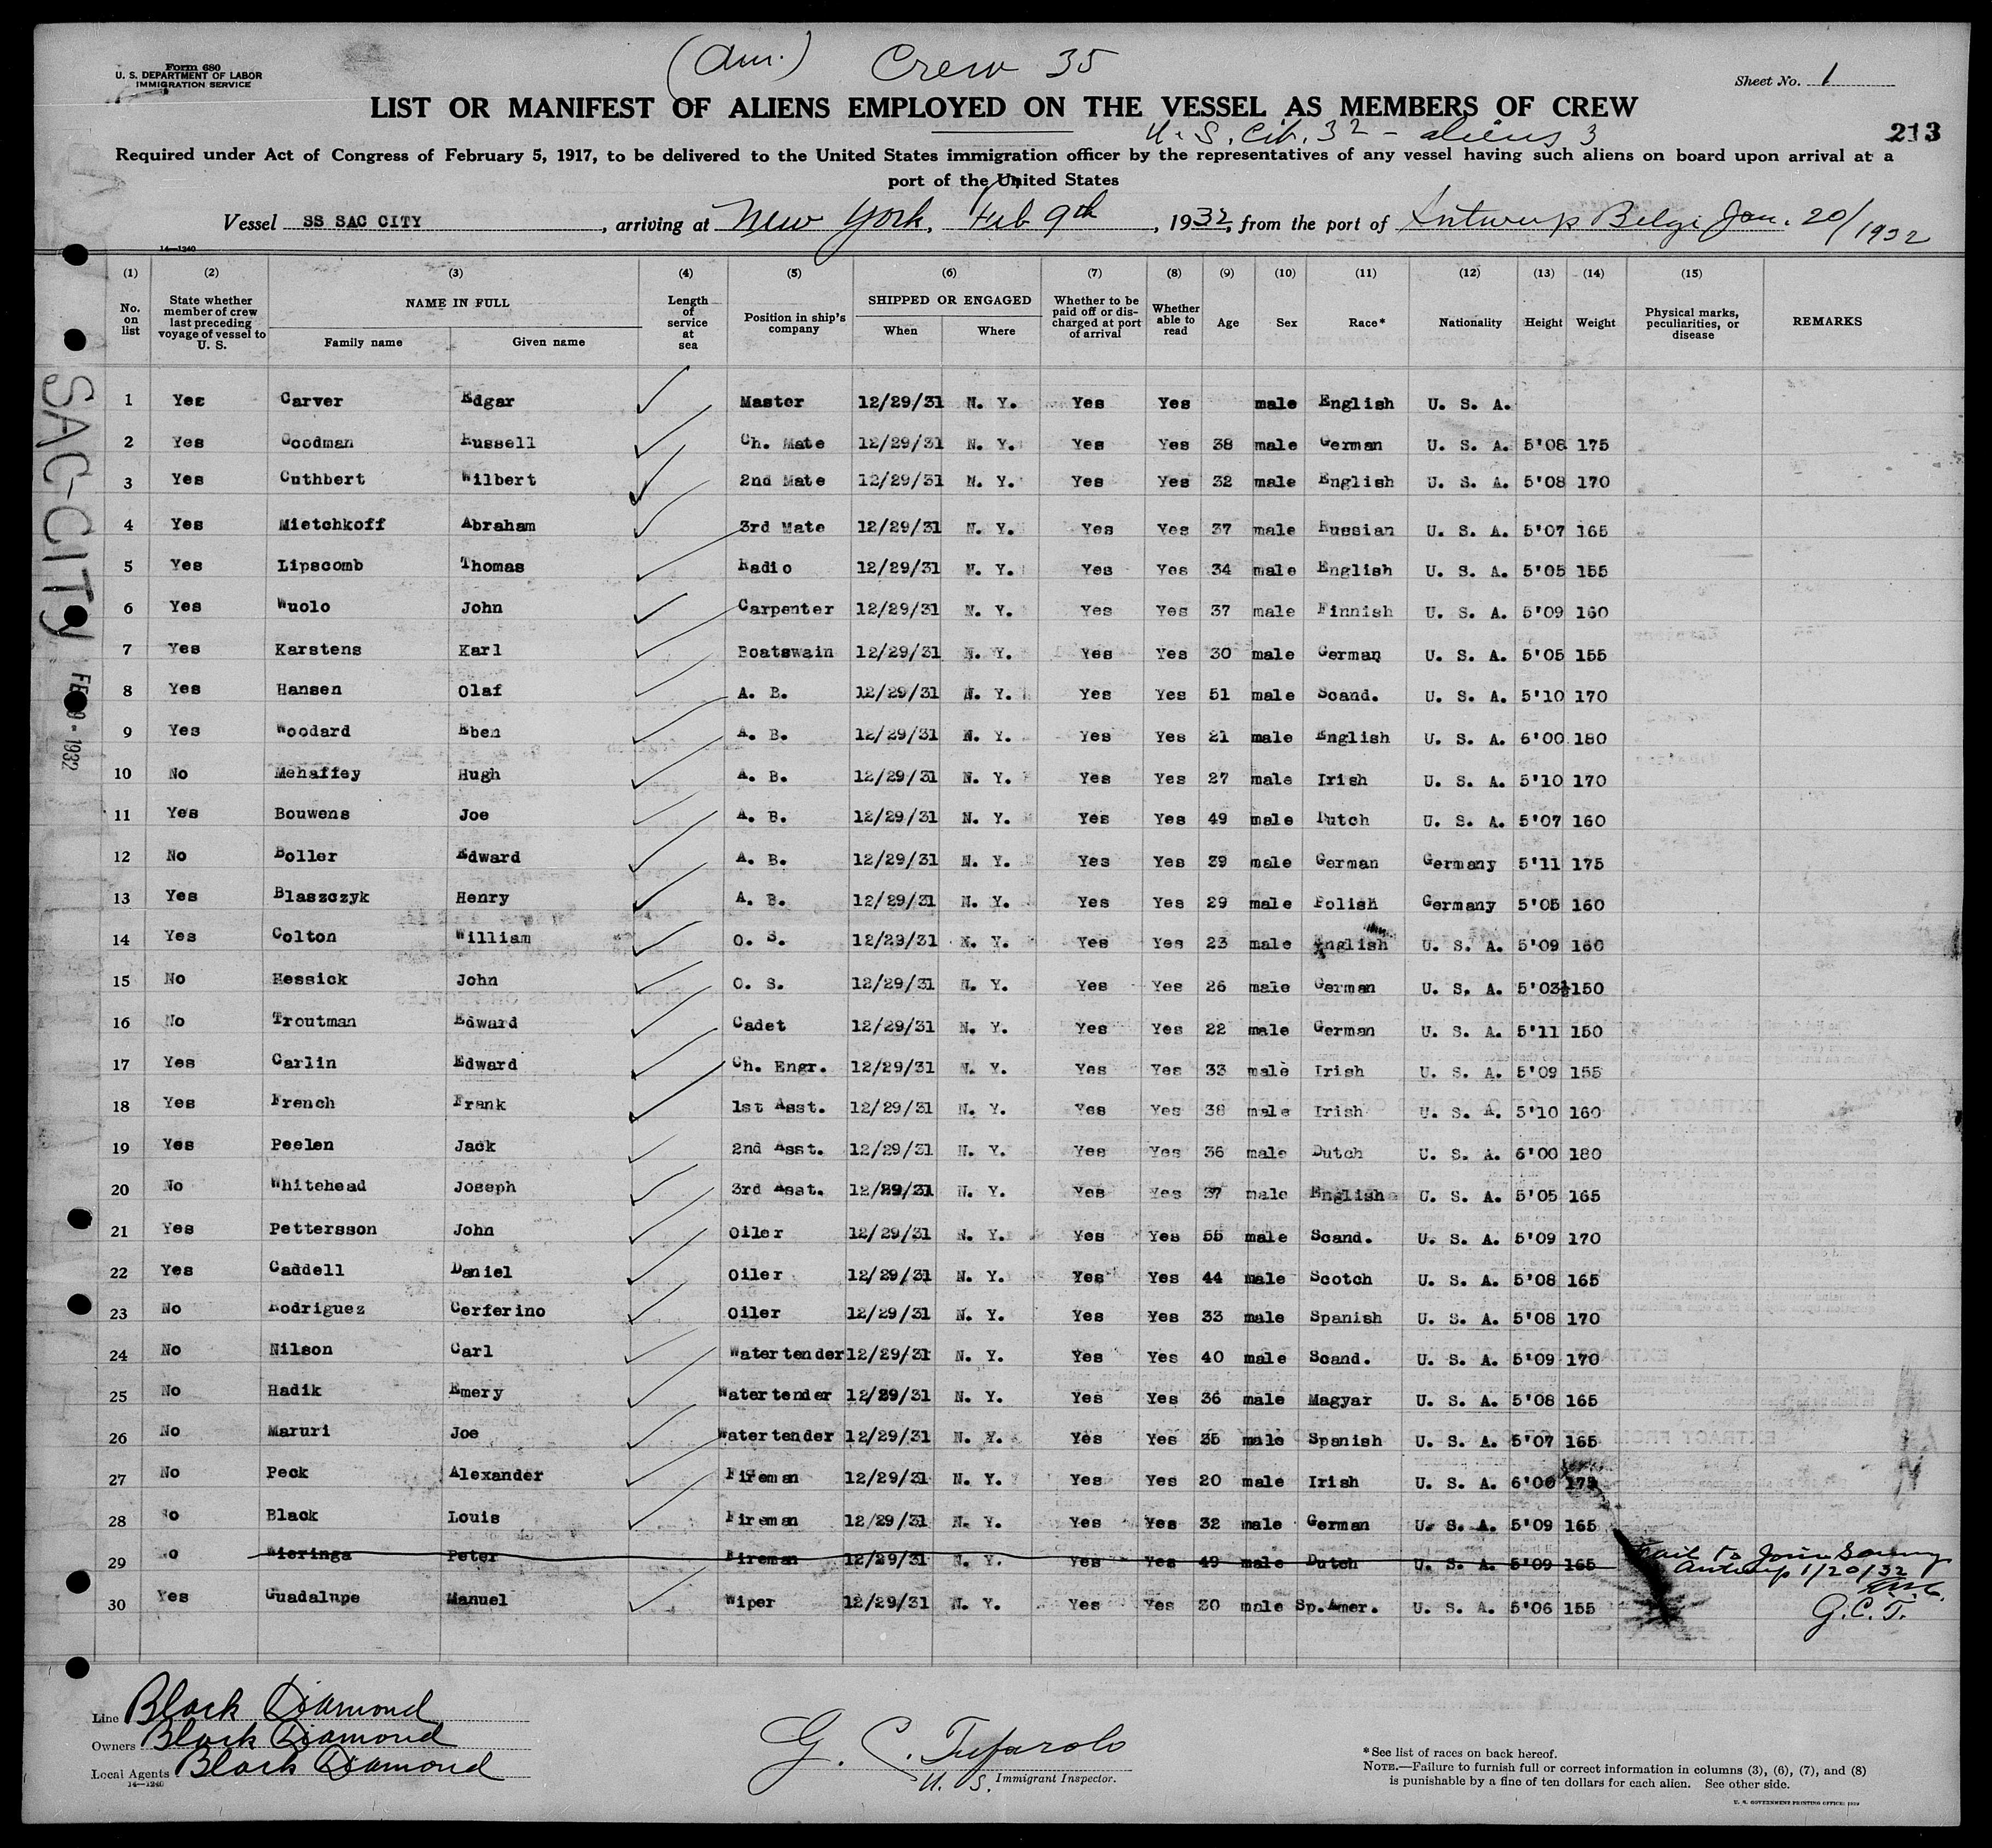 (Am.) Crew 35
Form 680
U. S. DEPARTMENT OF LABOR
IMMIGRATION SERVICE
Sheet No. 1
LIST OR MANIFEST OF ALIENS EMPLOYED ON THE VESSEL AS MEMBERS OF CREW
U. S. Cit. 32 - aliens 3
213
Required under Act of Congress of February 5, 1917, to be delivered to the United States immigration officer by the representatives of any vessel having such aliens on board upon arrival at a
port of the United States
Vessel SS SAC CITY, arriving at New York, Feb 9th, 1932, from the port of Antwerp Belgi Jan. 20/1932
14—1240
(1) (2) (3) (4) (5) (6) (7) (8) (9) (10) (11) (12) (13) (14) (15)
No. on list | State whether member of crew last preceding voyage of vessel to U. S. | NAME IN FULL Family name Given name | Length of service at sea | Position in ship's company | SHIPPED OR ENGAGED When Where | Whether to be paid off or discharged at port of arrival | Whether able to read | Age | Sex | Race* | Nationality | Height | Weight | Physical marks, peculiarities, or disease | REMARKS
1 Yes Carver Edgar Master 12/29/31 N. Y. Yes Yes male English U. S. A.
2 Yes Goodman Russell Ch. Mate 12/29/31 N. Y. Yes Yes 38 male German U. S. A. 5'08 175
3 Yes Cuthbert Wilbert 2nd Mate 12/29/31 N. Y. Yes Yes 32 male English U. S. A. 5'08 170
4 Yes Mietchkoff Abraham 3rd Mate 12/29/31 N. Y. Yes Yes 37 male Russian U. S. A. 5'07 165
5 Yes Lipscomb Thomas Radio 12/29/31 N. Y. Yes Yes 34 male English U. S. A. 5'05 155
6 Yes Wuolo John Carpenter 12/29/31 N. Y. Yes Yes 37 male Finnish U. S. A. 5'09 160
7 Yes Karstens Karl Boatswain 12/29/31 N. Y. Yes Yes 30 male German U. S. A. 5'05 155
8 Yes Hansen Olaf A. B. 12/29/31 N. Y. Yes Yes 51 male Scand. U. S. A. 5'10 170
9 Yes Woodard Eben A. B. 12/29/31 N. Y. Yes Yes 21 male English U. S. A. 6'00 180
10 No Mehaffey Hugh A. B. 12/29/31 N. Y. Yes Yes 27 male Irish U. S. A. 5'10 170
11 Yes Bouwens Joe A. B. 12/29/31 N. Y. Yes Yes 49 male Dutch U. S. A. 5'07 160
12 No Boller Edward A. B. 12/29/31 N. Y. Yes Yes 39 male German Germany 5'11 175
13 Yes Blaszczyk Henry A. B. 12/29/31 N. Y. Yes Yes 29 male Polish Germany 5'05 160
14 Yes Colton William O. S. 12/29/31 N. Y. Yes Yes 23 male English U. S. A. 5'09 160
15 No Hessick John O. S. 12/29/31 N. Y. Yes Yes 26 male German U. S. A. 5'03½ 150
16 No Troutman Edward Cadet 12/29/31 N. Y. Yes Yes 22 male German U. S. A. 5'11 150
17 Yes Carlin Edward Ch. Engr. 12/29/31 N. Y. Yes Yes 33 male Irish U. S. A. 5'09 155
18 Yes French Frank 1st Asst. 12/29/31 N. Y. Yes Yes 38 male Irish U. S. A. 5'10 160
19 Yes Peelen Jack 2nd Asst. 12/29/31 N. Y. Yes Yes 36 male Dutch U. S. A. 6'00 180
20 No Whitehead Joseph 3rd Asst. 12/29/31 N. Y. Yes Yes 37 male English U. S. A. 5'05 165
21 Yes Pettersson John Oiler 12/29/31 N. Y. Yes Yes 55 male Scand. U. S. A. 5'09 170
22 Yes Caddell Daniel Oiler 12/29/31 N. Y. Yes Yes 44 male Scotch U. S. A. 5'08 165
23 No Rodriguez Cerferino Oiler 12/29/31 N. Y. Yes Yes 33 male Spanish U. S. A. 5'08 170
24 No Nilson Carl Watertender 12/29/31 N. Y. Yes Yes 40 male Scand. U. S. A. 5'09 170
25 No Hadik Emery Watertender 12/29/31 N. Y. Yes Yes 36 male Magyar U. S. A. 5'08 165
26 No Maruri Joe Watertender 12/29/31 N. Y. Yes Yes 35 male Spanish U. S. A. 5'07 165
27 No Peck Alexander Fireman 12/29/31 N. Y. Yes Yes 20 male Irish U. S. A. 6'00 175
28 No Black Louis Fireman 12/29/31 N. Y. Yes Yes 32 male German U. S. A. 5'09 165
29 No Wieringa Peter Fireman 12/29/31 N. Y. Yes Yes 49 male Dutch U. S. A. 5'09 165 Fail to Join
Antwerp 1/20/32
30 Yes Guadalupe Manuel Wiper 12/29/31 N. Y. Yes Yes 30 male Sp. Amer. U. S. A. 5'06 155 G. C. T.
SAC-CITY
FEB 9 - 1932
Line Black Diamond
Owners Black Diamond
Local Agents Black Diamond
14—1240
G. C. Tufarolo
U. S. Immigrant Inspector.
*See list of races on back hereof.
NOTE.—Failure to furnish full or correct information in columns (3), (6), (7), and (8)
is punishable by a fine of ten dollars for each alien. See other side.
U. S. GOVERNMENT PRINTING OFFICE: 1929